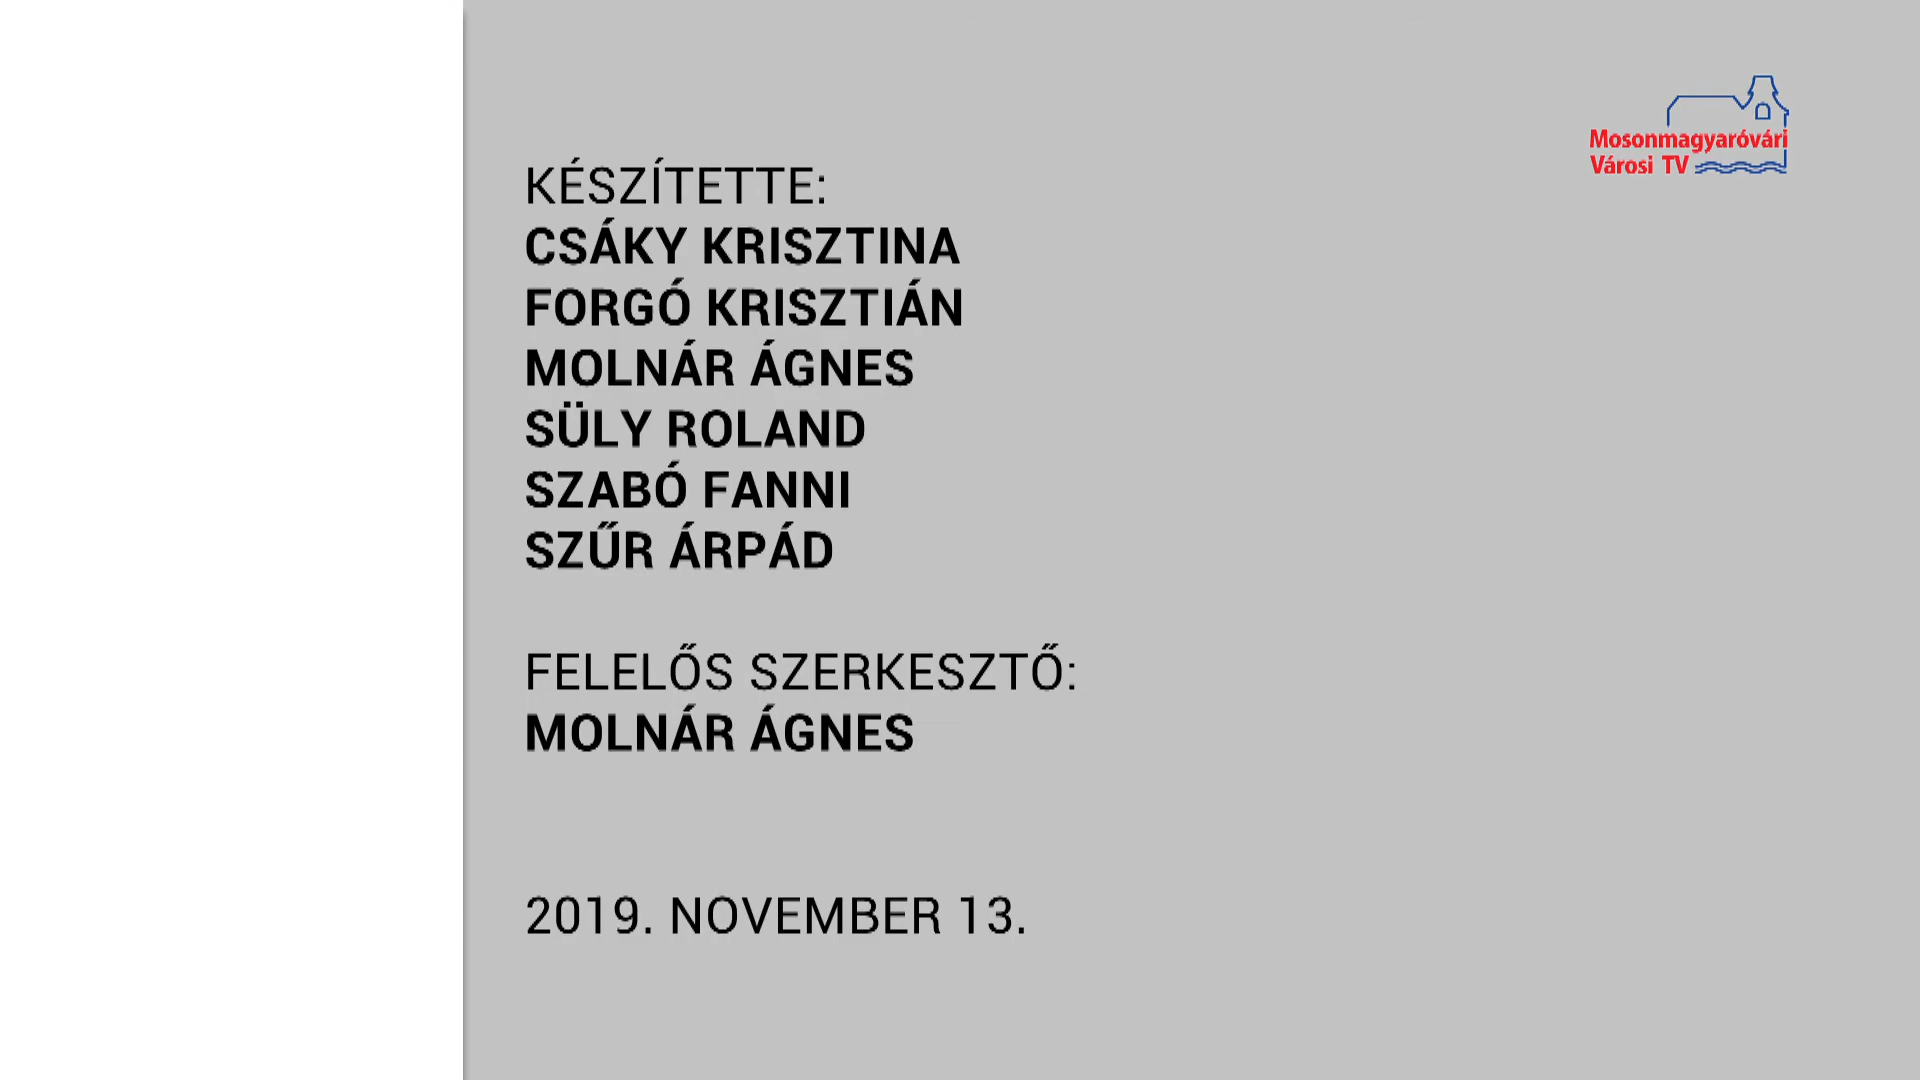 Mosonmagyaróvári
Városi TV
KÉSZÍTETTE:
CSÁKY KRISZTINA
FORGÓ KRISZTIÁN
MOLNÁR ÁGNES
SÜLY ROLAND
SZABÓ FANNI
SZŰR ÁRPÁD
FELELŐS SZERKESZTŐ:
MOLNÁR ÁGNES
2019. NOVEMBER 13.